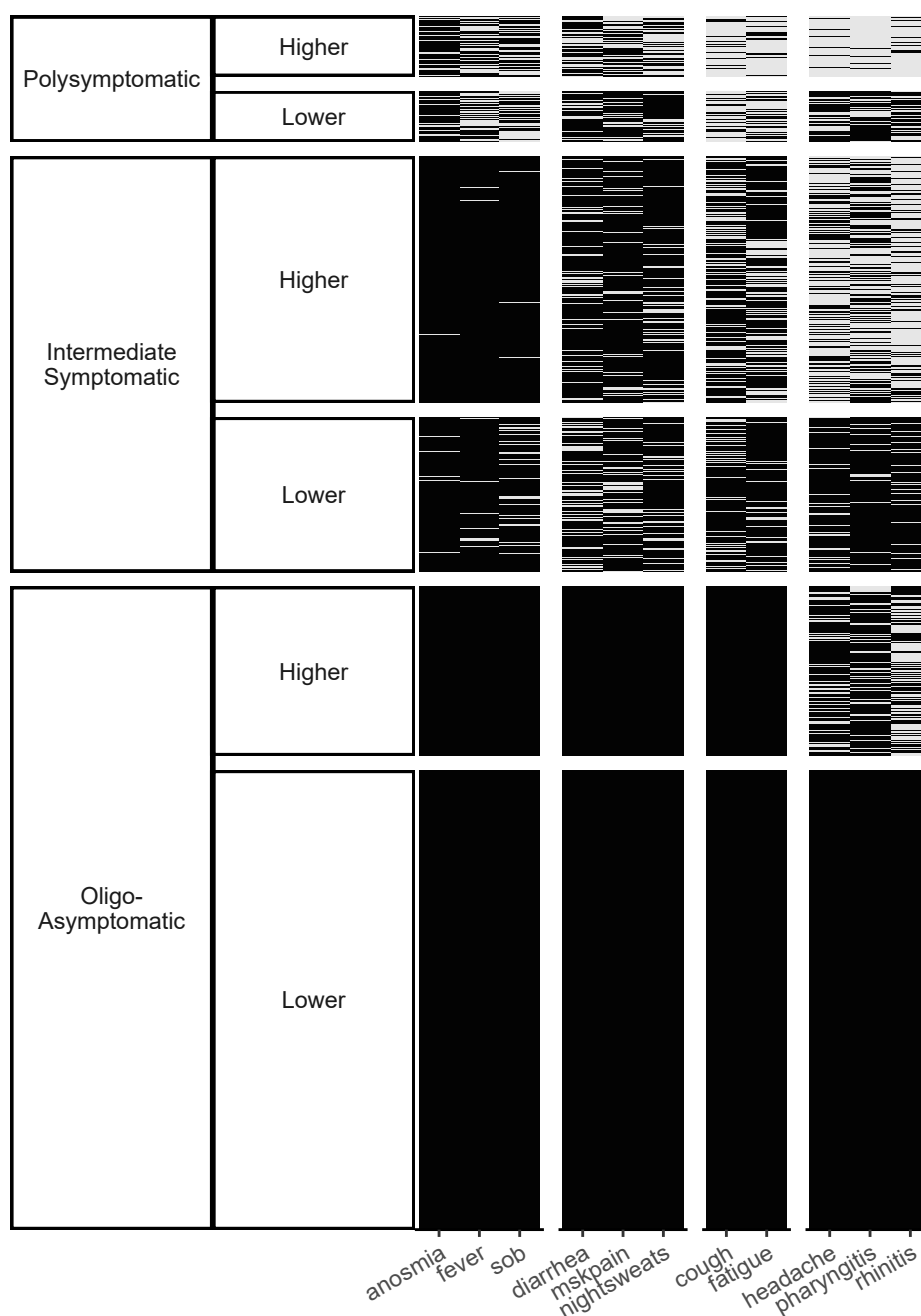 Polysymptomatic
Higher
Lower
Intermediate
Symptomatic
Higher
Lower
Oligo-
Asymptomatic
Higher
Lower
anosmia
fever
sob
diarrhea
mskpain
nightsweats
cough
fatigue
headache
pharyngitis
rhinitis